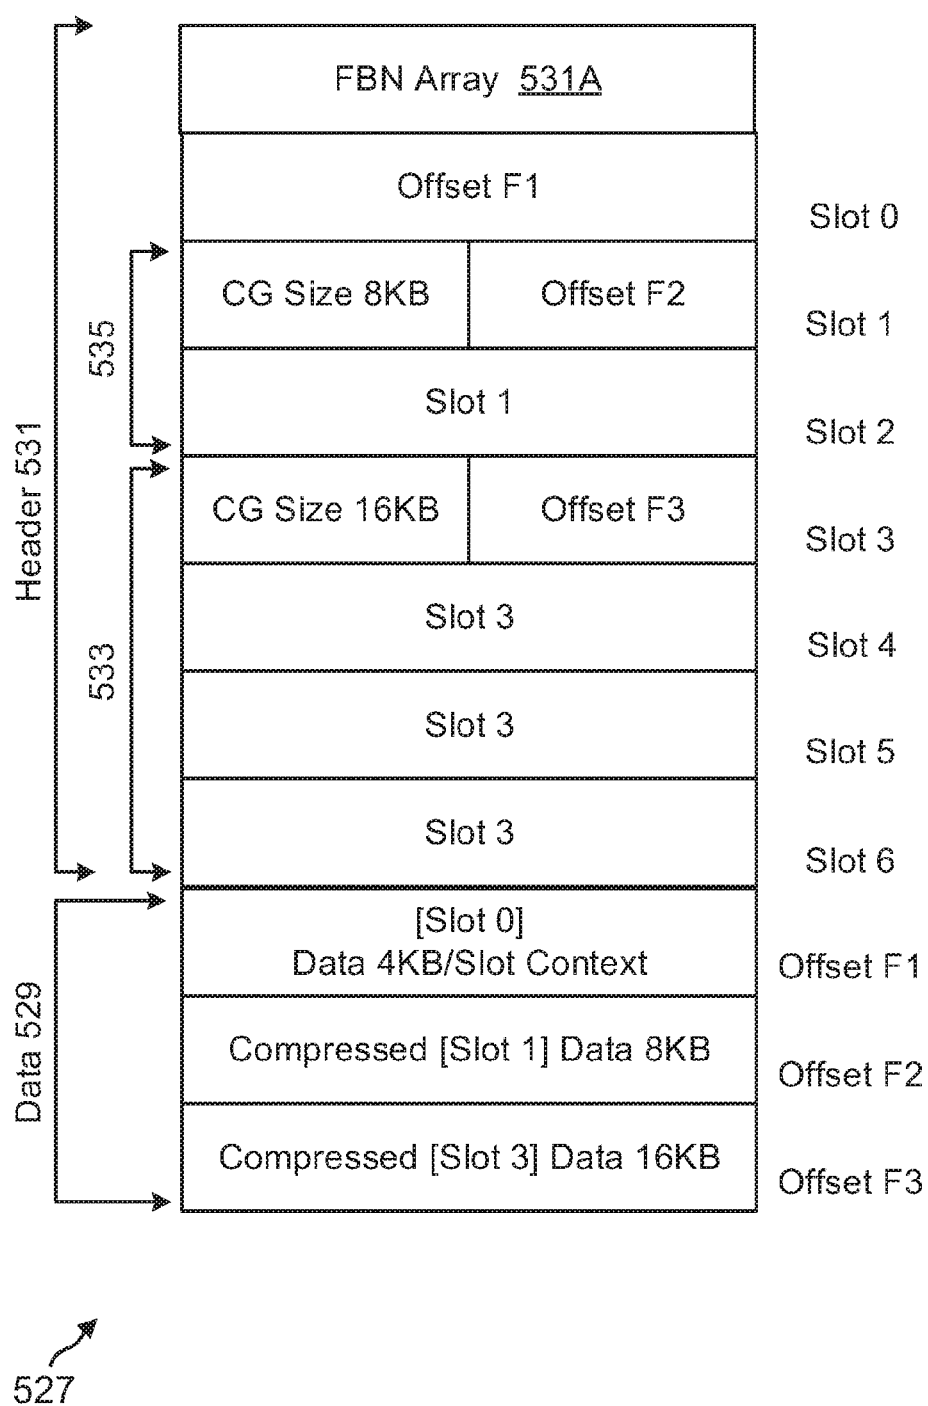 FBN Array 531A
Offset F1
Slot 0
CG Size 8KB
Offset F2
Slot 1
Slot 1
Slot 2
CG Size 16KB
Offset F3
Slot 3
Slot 3
Slot 4
Slot 3
Slot 5
Slot 3
Slot 6
[Slot 0]
Data 4KB/Slot Context
Offset F1
Compressed [Slot 1] Data 8KB
Offset F2
Compressed [Slot 3] Data 16KB
Offset F3
Header 531
535
533
Data 529
527